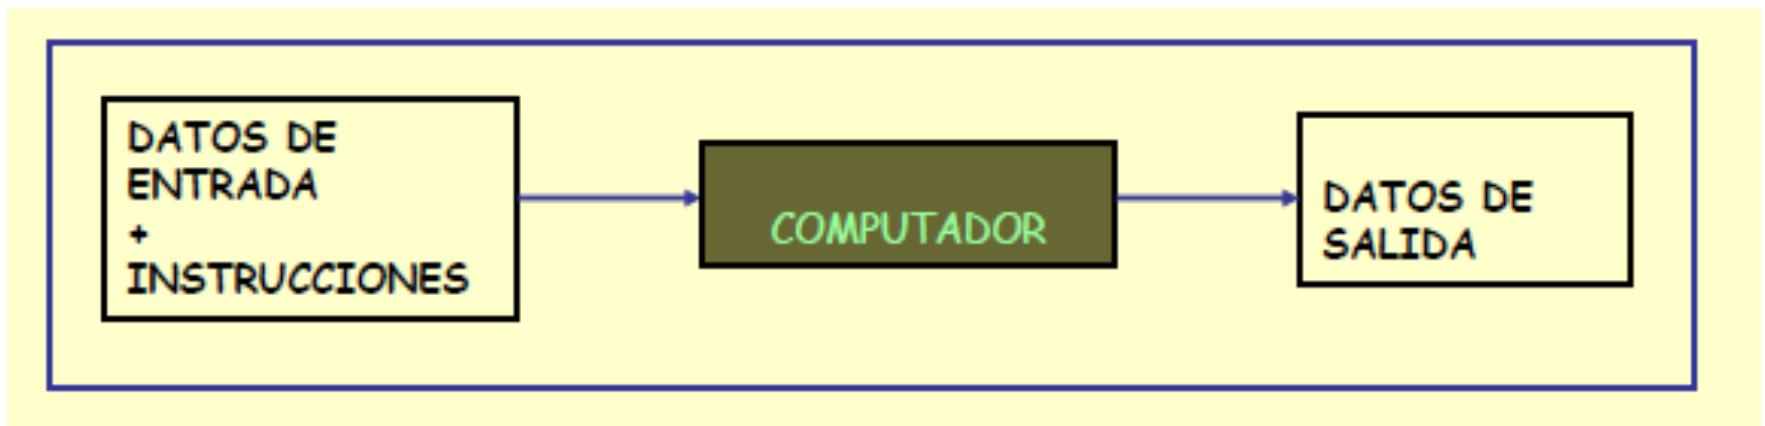 DATOS DE
ENTRADA
+
INSTRUCCIONES
COMPUTADOR
DATOS DE
SALIDA